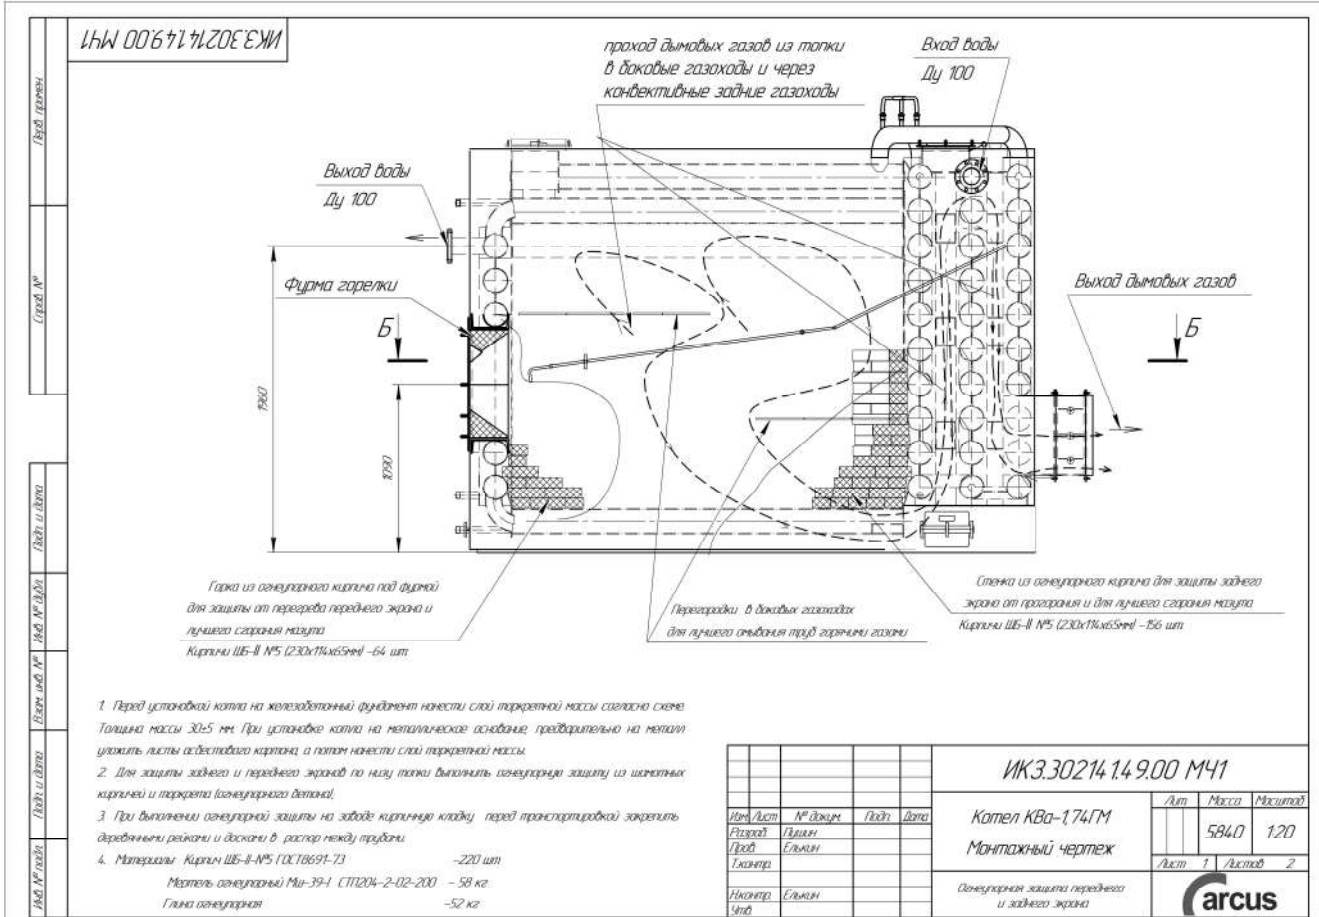 ИКЗ.302141.49.00 МЧ1
проход дымовых газов из топки
в боковые газоходы и через
конвективные задние газоходы
Вход воды
Ду 100
Выход воды
Ду 100
Фурма горелки
Выход дымовых газов
Б
Б
1960
1090
Горка из огнеупорного кирпича под фурмой
для защиты от перегрева переднего экрана и
лучшего сгорания мазута
Кирпичи ШБ-II №5 (230х114х65мм) -64 шт.
Перегородки в боковых газоходах
для лучшего омывания труб горячими газами
Стенка из огнеупорного кирпича для защиты заднего
экрана от прогорания и для лучшего сгорания мазута
Кирпичи ШБ-II №5 (230х114х65мм) -156 шт.
1. Перед установкой котла на железобетонный фундамент нанести слой торкретной массы согласно схеме.
Толщина массы 30±5 мм. При установке котла на металлическое основание, предварительно на металл
уложить листы асбестового картона, а потом нанести слой торкретной массы.
2. Для защиты заднего и переднего экранов по низу топки выполнить огнеупорную защиту из шамотных
кирпичей и торкрета (огнеупорного бетона);
3. При выполнении огнеупорной защиты на заводе кирпичную кладку перед транспортировкой закрепить
деревянными рейками и досками в распор между трубами.
4. Материалы: Кирпич ШБ-II-№5 ГОСТ8691-73 -220 шт
Мертель огнеупорный Мш-39-1 СТП204-2-02-200 - 58 кг
Глина огнеупорная -52 кг
Перв. примен.
Справ. №
Подп. и дата
Инв. № дубл.
Взам. инв. №
Подп. и дата
Инв. № подл.
ИКЗ.302141.49.00 МЧ1
Изм. Лист № докум. Подп. Дата
Разраб. Пушин
Пров. Елькин
Т.контр.
Н.контр. Елькин
Утв.
Котел КВа-1,74ГМ
Монтажный чертеж
Лит. Масса Масштаб
5840 1:20
Лист 1 Листов 2
Огнеупорная защита переднего
и заднего экрана
arcus